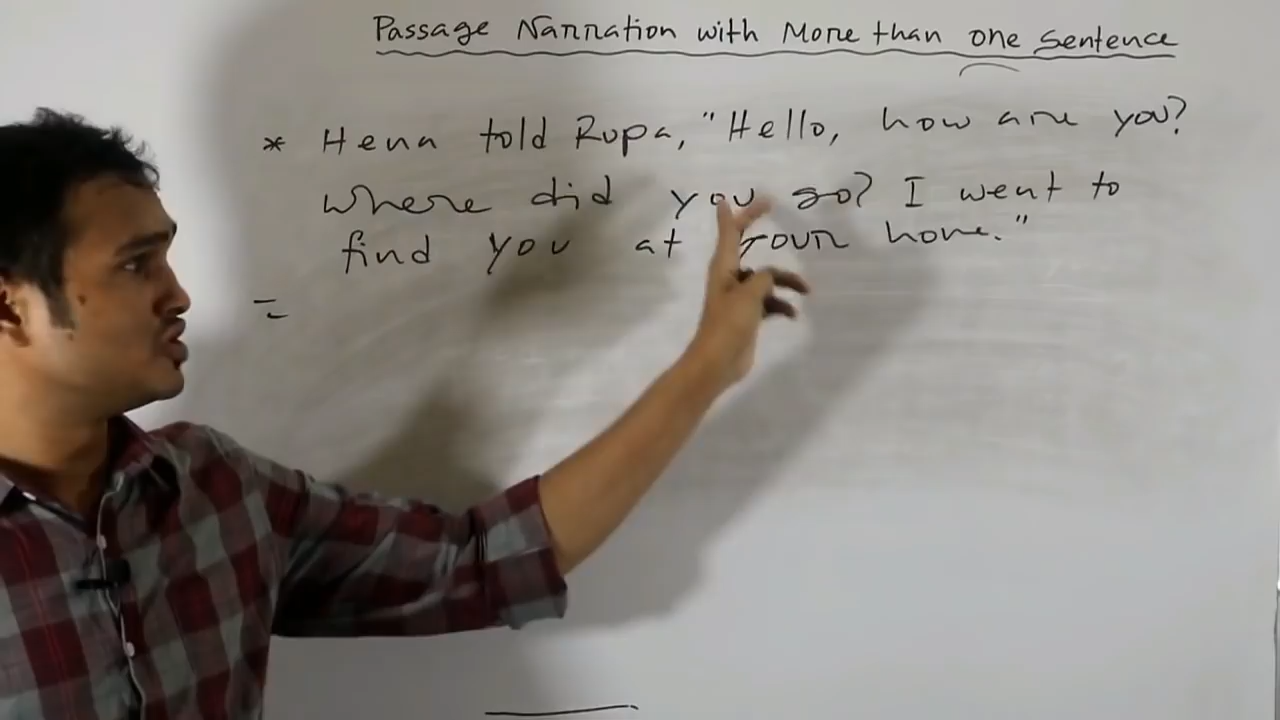 Passage Narration with More than one sentence
* Hena told Rupa, "Hello, how are you?
Where did you go? I went to
find you at your home."
=